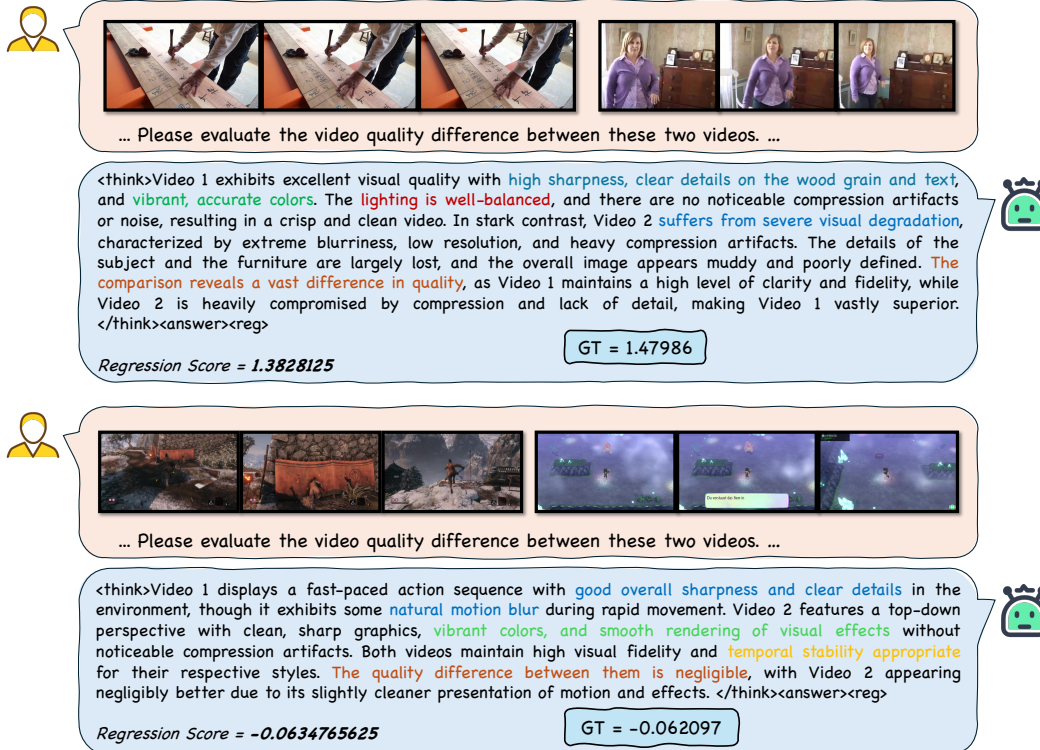 ... Please evaluate the video quality difference between these two videos. ...
<think>Video 1 exhibits excellent visual quality with high sharpness, clear details on the wood grain and text,
and vibrant, accurate colors. The lighting is well-balanced, and there are no noticeable compression artifacts
or noise, resulting in a crisp and clean video. In stark contrast, Video 2 suffers from severe visual degradation,
characterized by extreme blurriness, low resolution, and heavy compression artifacts. The details of the
subject and the furniture are largely lost, and the overall image appears muddy and poorly defined. The
comparison reveals a vast difference in quality, as Video 1 maintains a high level of clarity and fidelity, while
Video 2 is heavily compromised by compression and lack of detail, making Video 1 vastly superior.
</think><answer><reg>
GT = 1.47986
Regression Score = 1.3828125
... Please evaluate the video quality difference between these two videos. ...
<think>Video 1 displays a fast-paced action sequence with good overall sharpness and clear details in the
environment, though it exhibits some natural motion blur during rapid movement. Video 2 features a top-down
perspective with clean, sharp graphics, vibrant colors, and smooth rendering of visual effects without
noticeable compression artifacts. Both videos maintain high visual fidelity and temporal stability appropriate
for their respective styles. The quality difference between them is negligible, with Video 2 appearing
negligibly better due to its slightly cleaner presentation of motion and effects. </think><answer><reg>
GT = -0.062097
Regression Score = -0.0634765625